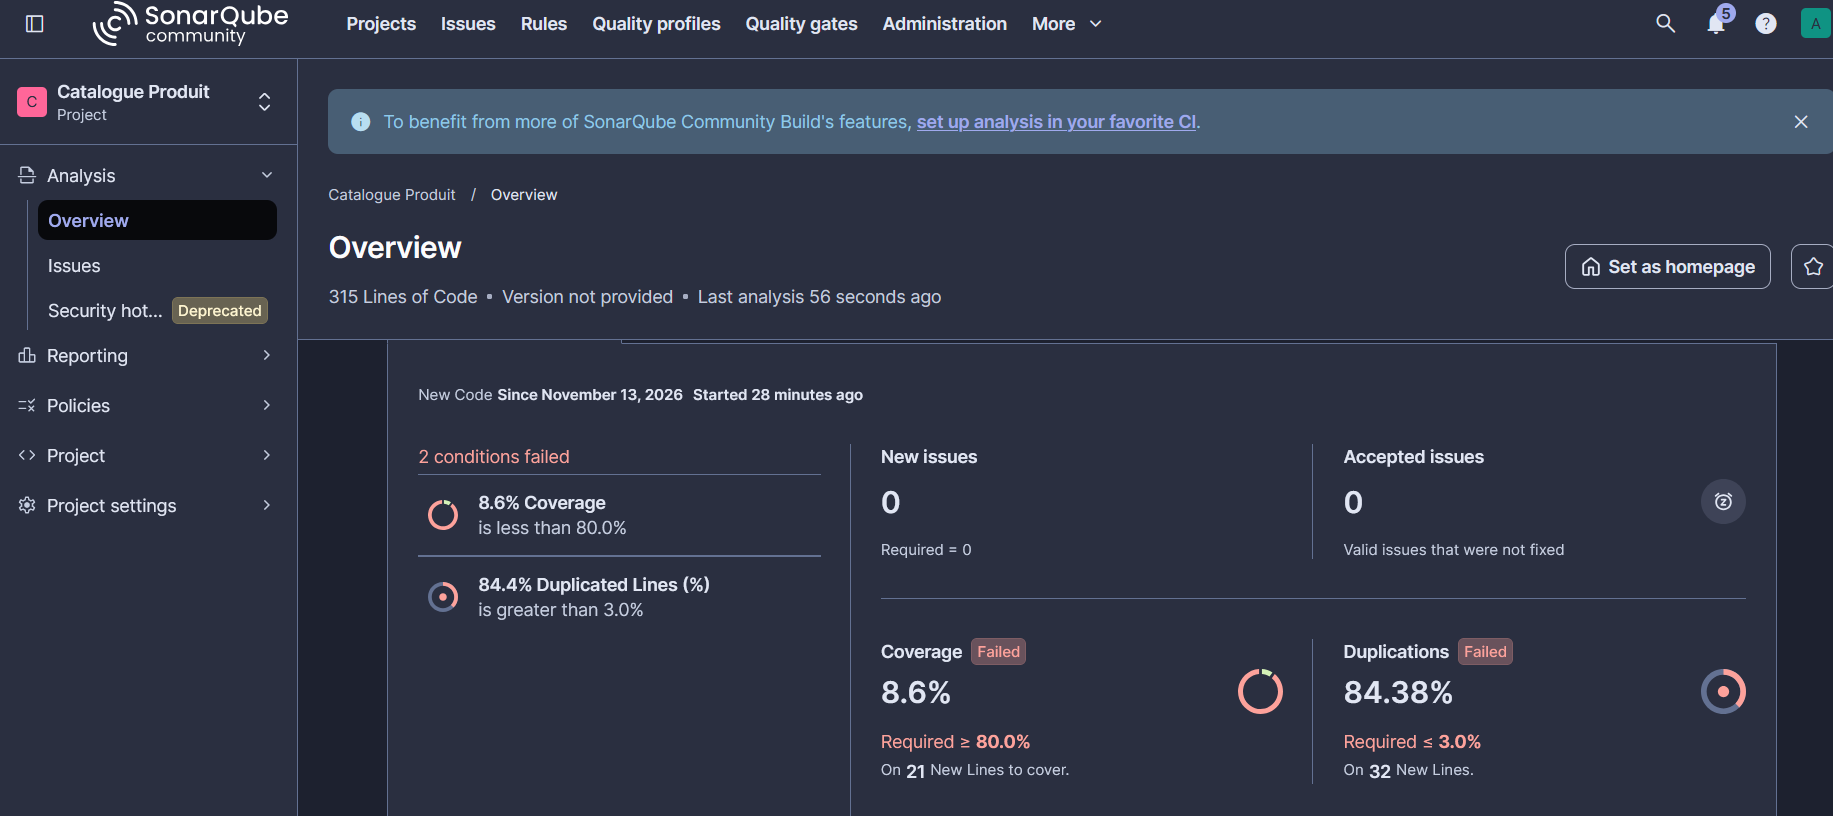 SonarQube
community
Projects
Issues
Rules
Quality profiles
Quality gates
Administration
More
5
?
A
C
Catalogue Produit
Project
Analysis
Overview
Issues
Security hot...
Deprecated
Reporting
Policies
Project
Project settings
To benefit from more of SonarQube Community Build's features, set up analysis in your favorite CI.
Catalogue Produit / Overview
Overview
315 Lines of Code • Version not provided • Last analysis 56 seconds ago
Set as homepage
New Code Since November 13, 2026 Started 28 minutes ago
2 conditions failed
8.6% Coverage
is less than 80.0%
84.4% Duplicated Lines (%)
is greater than 3.0%
New issues
0
Required = 0
Accepted issues
0
Valid issues that were not fixed
Coverage Failed
8.6%
Required ≥ 80.0%
On 21 New Lines to cover.
Duplications Failed
84.38%
Required ≤ 3.0%
On 32 New Lines.